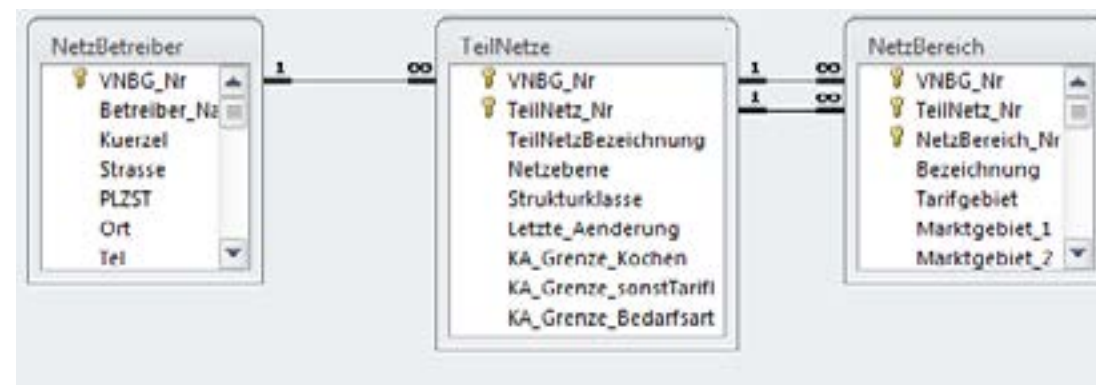 NetzBetreiber
VNBG_Nr
Betreiber_Na
Kuerzel
Strasse
PLZST
Ort
Tel
1 ∞
TeilNetze
VNBG_Nr
TeilNetz_Nr
TeilNetzBezeichnung
Netzebene
Strukturklasse
Letzte_Aenderung
KA_Grenze_Kochen
KA_Grenze_sonstTarifl
KA_Grenze_Bedarfsart
1 ∞
1 ∞
NetzBereich
VNBG_Nr
TeilNetz_Nr
NetzBereich_Nr
Bezeichnung
Tarifgebiet
Marktgebiet_1
Marktgebiet_2